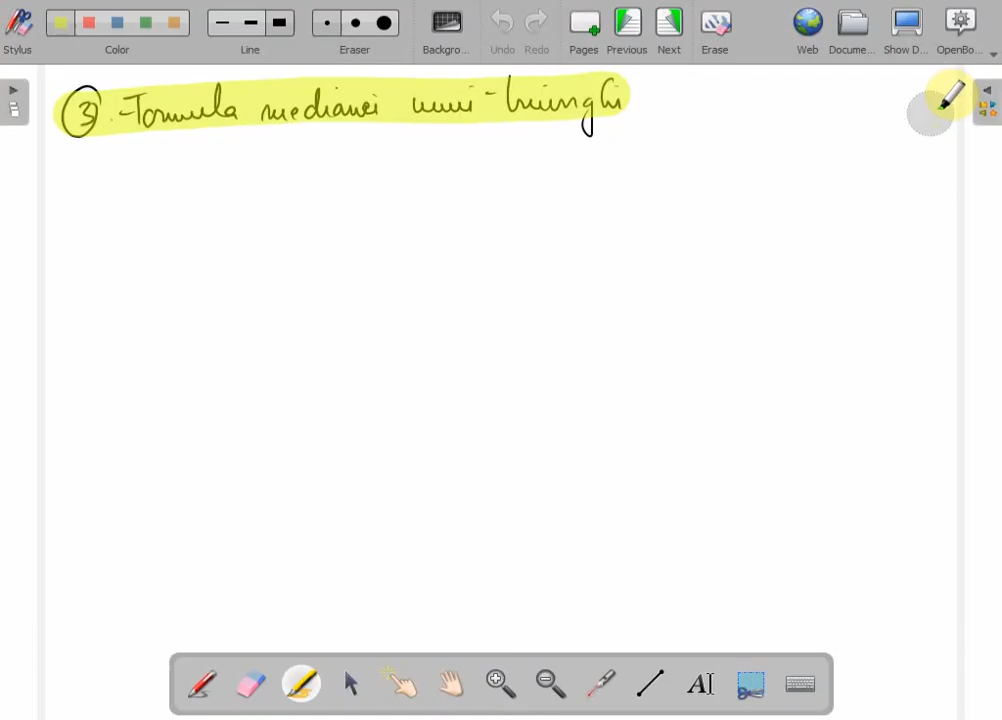 Stylus
Color
Line
Eraser
Backgro...
Undo
Redo
Pages
Previous
Next
Erase
Web
Docume...
Show D...
OpenBo...
3. Formula medianei unui triunghi
A